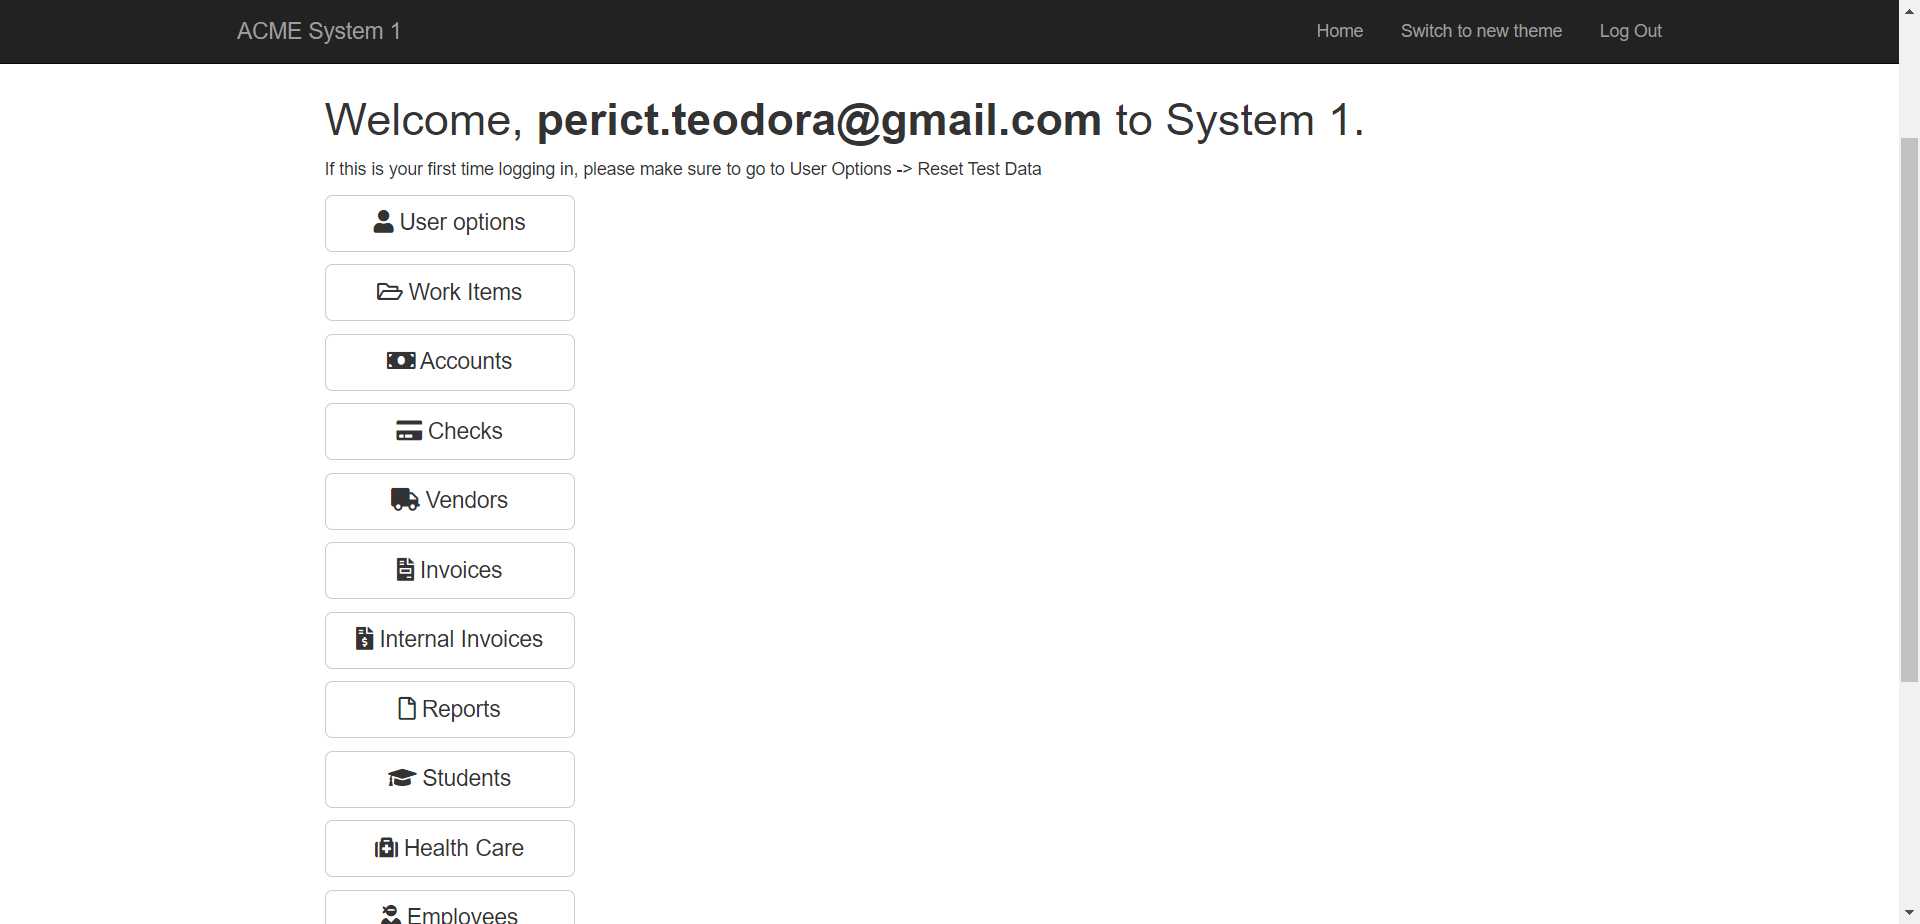 ACME System 1
Home
Switch to new theme
Log Out
Welcome, perict.teodora@gmail.com to System 1.
If this is your first time logging in, please make sure to go to User Options -> Reset Test Data
User options
Work Items
Accounts
Checks
Vendors
Invoices
Internal Invoices
Reports
Students
Health Care
Employees